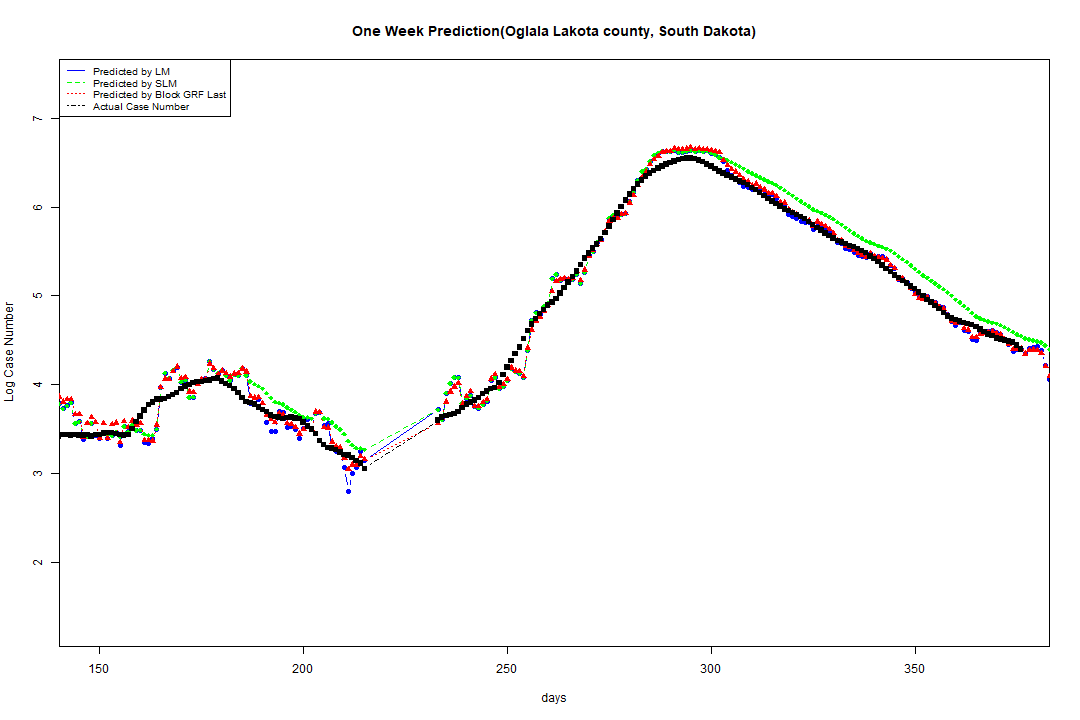 One Week Prediction(Oglala Lakota county, South Dakota)
Predicted by LM
Predicted by SLM
Predicted by Block GRF Last
Actual Case Number
Log Case Number
7
6
5
4
3
2
150 200 250 300 350
days